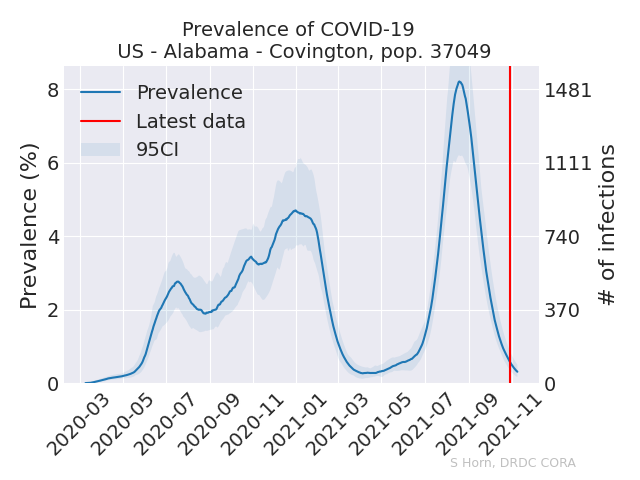 Prevalence of COVID-19
US - Alabama - Covington, pop. 37049
Prevalence
Latest data
95CI
Prevalence (%)
8
6
4
2
0
1481
1111
740
370
0
# of infections
2020-03
2020-05
2020-07
2020-09
2020-11
2021-01
2021-03
2021-05
2021-07
2021-09
2021-11
S Horn, DRDC CORA